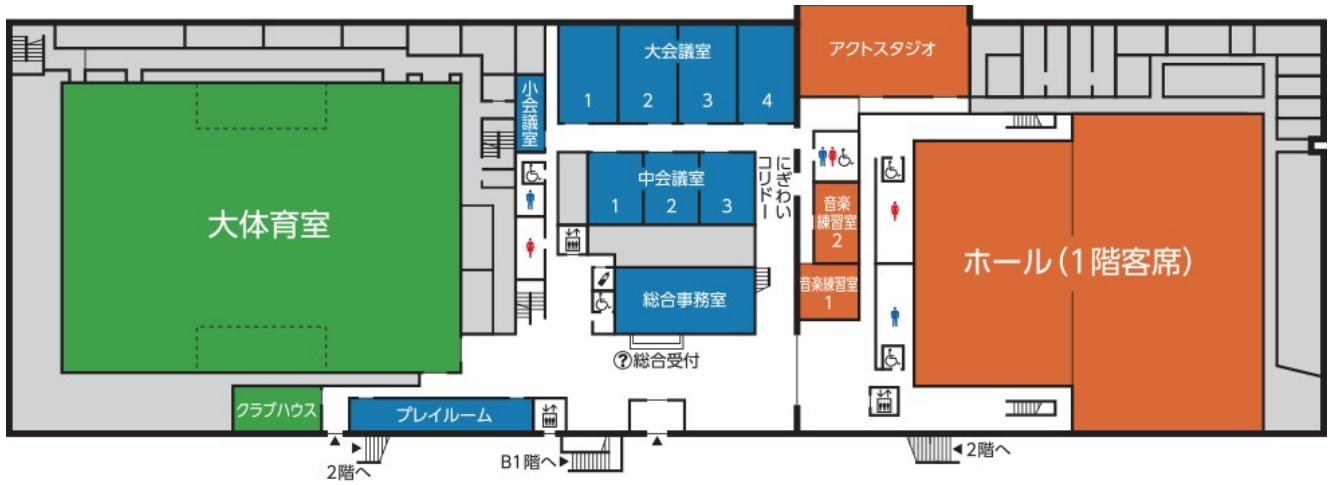 アクトスタジオ
大会議室
1 2 3 4
小会議室
中会議室
1 2 3
にぎわい
コリドー
音楽
練習室
2
大体育室
ホール(1階客席)
音楽練習室
1
総合事務室
?総合受付
クラブハウス
プレイルーム
2階へ
B1階へ
2階へ